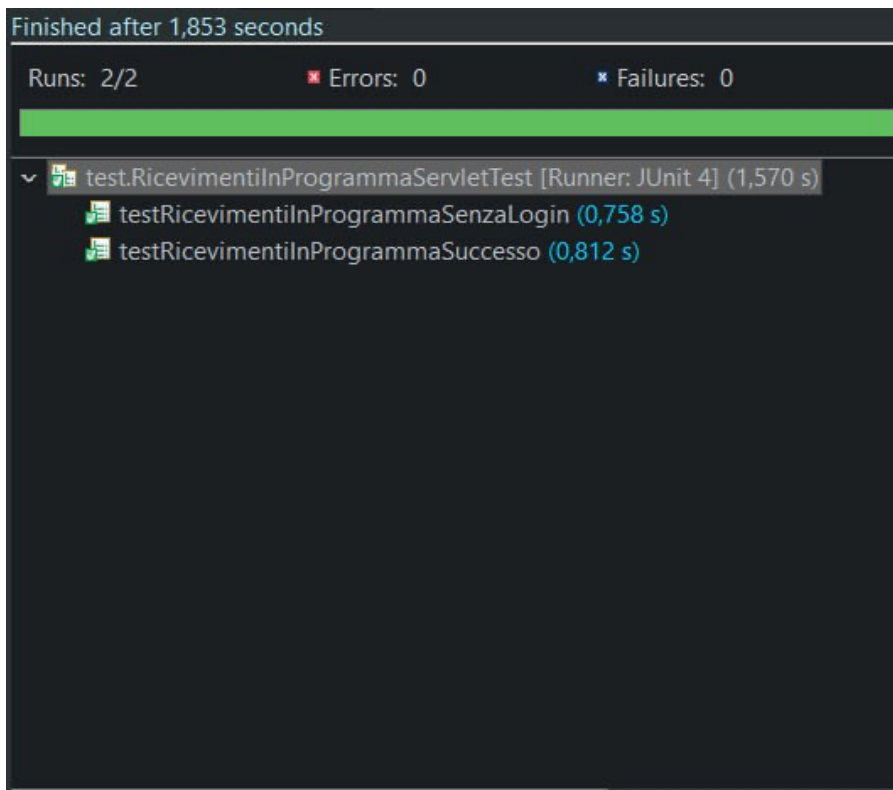 Finished after 1,853 seconds
Runs: 2/2 Errors: 0 Failures: 0
test.RicevimentiInProgrammaServletTest [Runner: JUnit 4] (1,570 s)
testRicevimentiInProgrammaSenzaLogin (0,758 s)
testRicevimentiInProgrammaSuccesso (0,812 s)